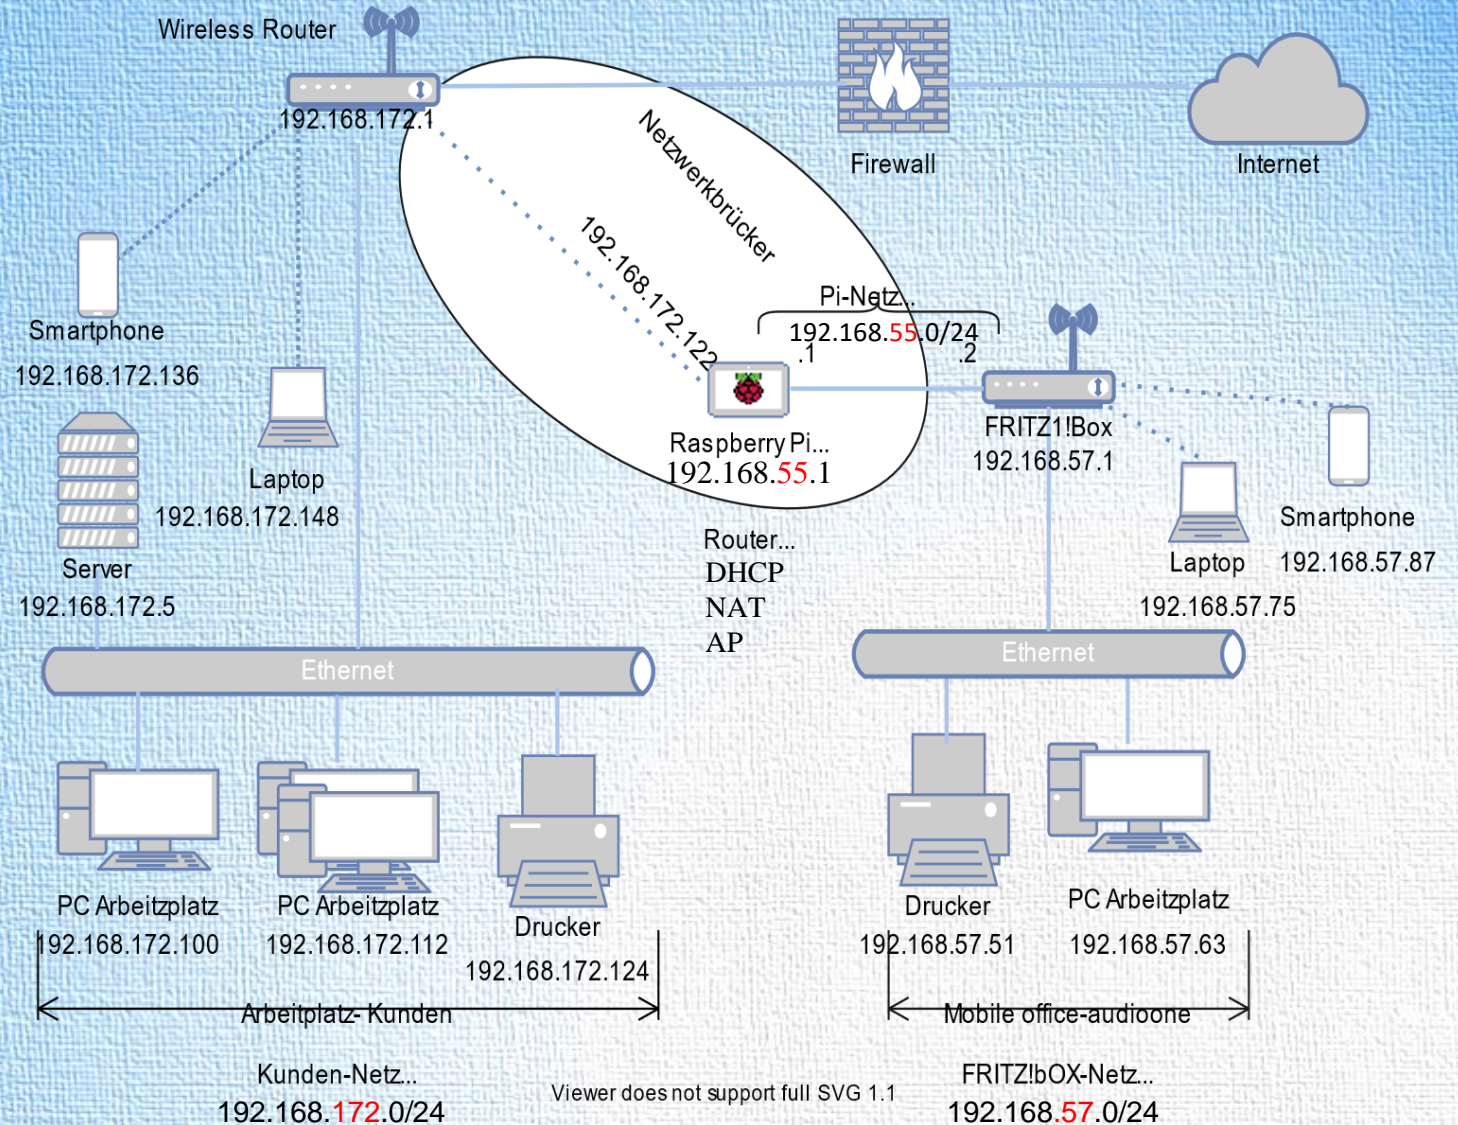 Wireless Router
192.168.172.1
Netzwerkbrücker
Firewall
Internet
192.168.172.122
Pi-Netz...
192.168.55.0/24
.1
.2
Smartphone
192.168.172.136
Laptop
192.168.172.148
Server
192.168.172.5
Raspberry Pi...
192.168.55.1
Router...
DHCP
NAT
AP
FRITZ1!Box
192.168.57.1
Smartphone
192.168.57.87
Laptop
192.168.57.75
Ethernet
Ethernet
PC Arbeitzplatz
192.168.172.100
PC Arbeitzplatz
192.168.172.112
Drucker
192.168.172.124
Drucker
192.168.57.51
PC Arbeitzplatz
192.168.57.63
Arbeitplatz- Kunden
Mobile office-audioone
Kunden-Netz...
192.168.172.0/24
Viewer does not support full SVG 1.1
FRITZ!bOX-Netz...
192.168.57.0/24